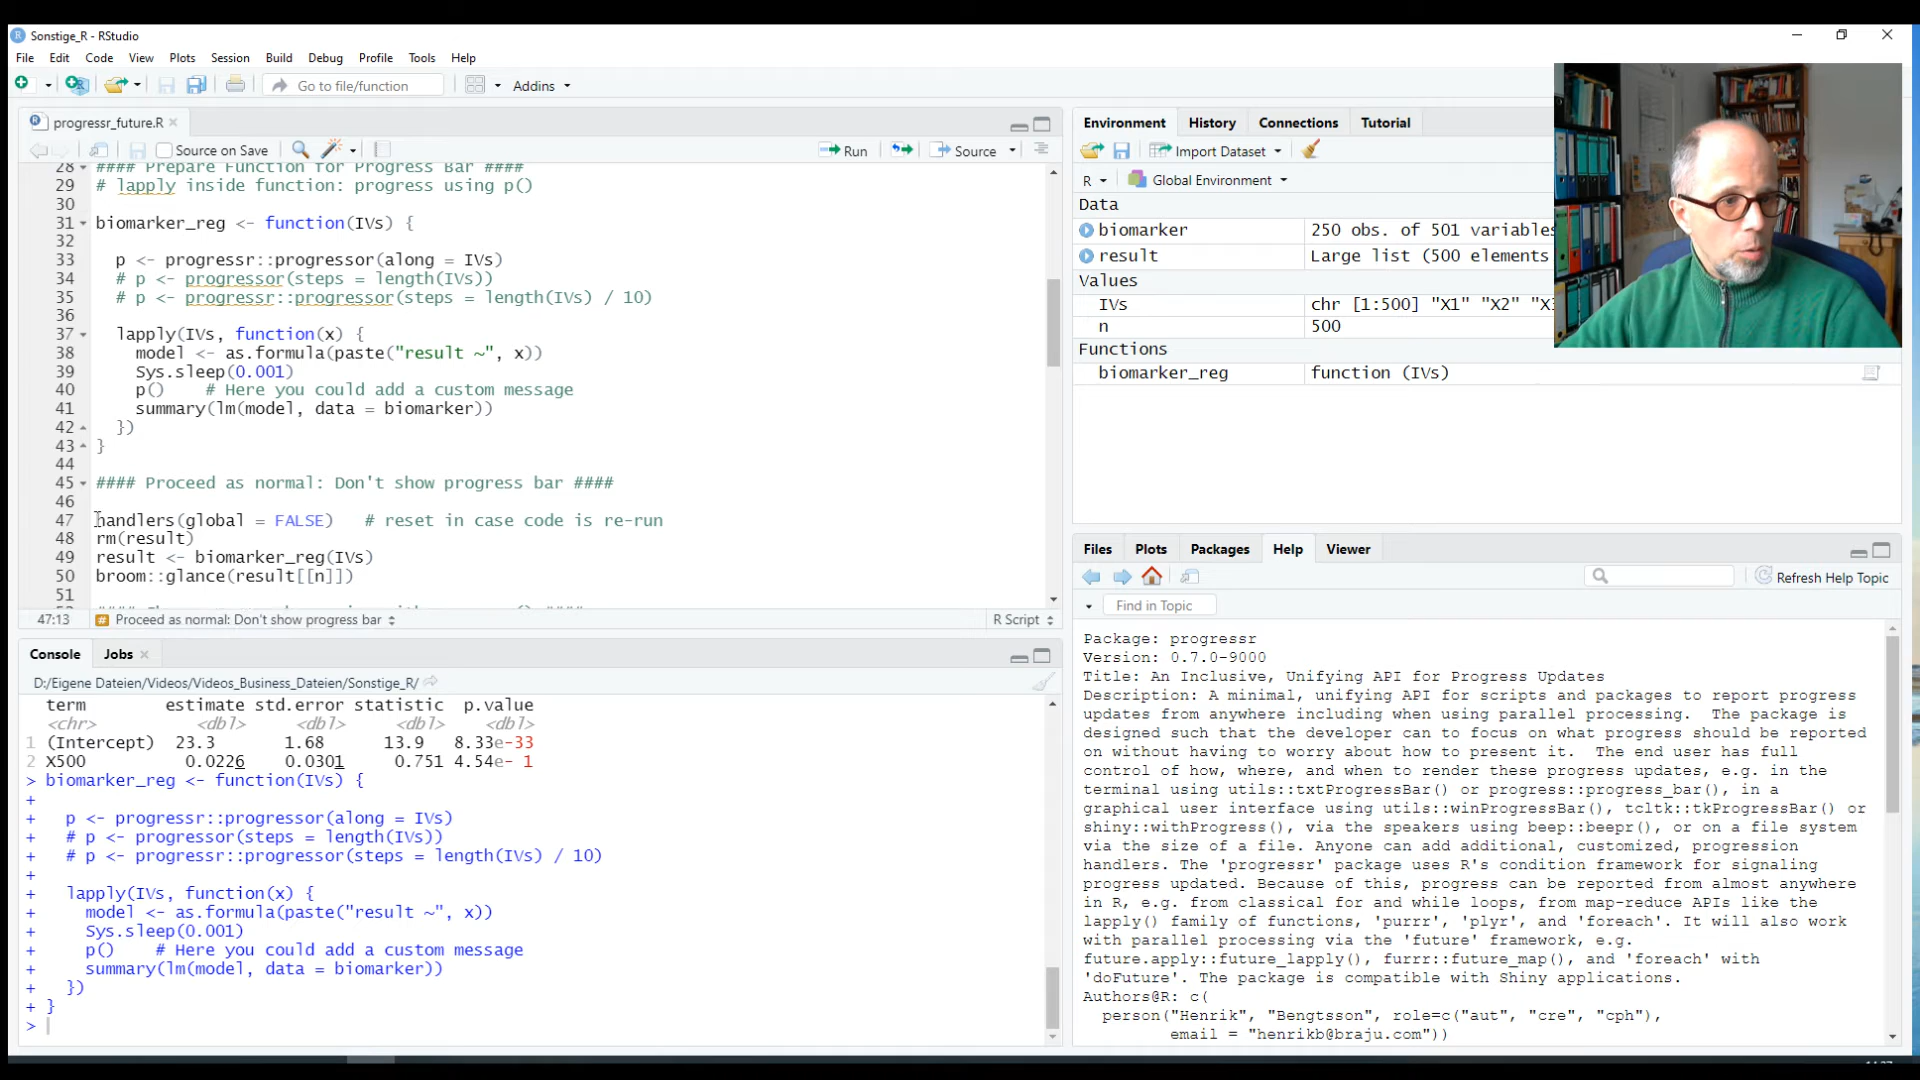 Sonstige_R - RStudio
File Edit Code View Plots Session Build Debug Profile Tools Help
Go to file/function Addins
progressr_future.R
Source on Save Run Source
28 #### Prepare Function for Progress Bar ####
29 # lapply inside function: progress using p()
30
31 biomarker_reg <- function(IVs) {
32
33 p <- progressr::progressor(along = IVs)
34 # p <- progressor(steps = length(IVs))
35 # p <- progressr::progressor(steps = length(IVs) / 10)
36
37 lapply(IVs, function(x) {
38 model <- as.formula(paste("result ~", x))
39 Sys.sleep(0.001)
40 p() # Here you could add a custom message
41 summary(lm(model, data = biomarker))
42 })
43 }
44
45 #### Proceed as normal: Don't show progress bar ####
46
47 handlers(global = FALSE) # reset in case code is re-run
48 rm(result)
49 result <- biomarker_reg(IVs)
50 broom::glance(result[[n]])
51
47:13 Proceed as normal: Don't show progress bar R Script
Console Jobs
D:/Eigene Dateien/Videos/Videos_Business_Dateien/Sonstige_R/
term estimate std.error statistic p.value
<chr> <dbl> <dbl> <dbl> <dbl>
1 (Intercept) 23.3 1.68 13.9 8.33e-33
2 X500 0.0226 0.0301 0.751 4.54e- 1
> biomarker_reg <- function(IVs) {
+
+ p <- progressr::progressor(along = IVs)
+ # p <- progressor(steps = length(IVs))
+ # p <- progressr::progressor(steps = length(IVs) / 10)
+
+ lapply(IVs, function(x) {
+ model <- as.formula(paste("result ~", x))
+ Sys.sleep(0.001)
+ p() # Here you could add a custom message
+ summary(lm(model, data = biomarker))
+ })
+ }
>
Environment History Connections Tutorial
Import Dataset
R Global Environment
Data
biomarker 250 obs. of 501 variables
result Large list (500 elements
Values
IVs chr [1:500] "X1" "X2"
n 500
Functions
biomarker_reg function (IVs)
Files Plots Packages Help Viewer
Refresh Help Topic
Find in Topic
Package: progressr
Version: 0.7.0-9000
Title: An Inclusive, Unifying API for Progress Updates
Description: A minimal, unifying API for scripts and packages to report progress
updates from anywhere including when using parallel processing. The package is
designed such that the developer can to focus on what progress should be reported
on without having to worry about how to present it. The end user has full
control of how, where, and when to render these progress updates, e.g. in the
terminal using utils::txtProgressBar() or progress::progress_bar(), in a
graphical user interface using utils::winProgressBar(), tcltk::tkProgressBar() or
shiny::withProgress(), via the speakers using beep::beepr(), or on a file system
via the size of a file. Anyone can add additional, customized, progression
handlers. The 'progressr' package uses R's condition framework for signaling
progress updated. Because of this, progress can be reported from almost anywhere
in R, e.g. from classical for and while loops, from map-reduce APIs like the
lapply() family of functions, 'purrr', 'plyr', and 'foreach'. It will also work
with parallel processing via the 'future' framework, e.g.
future.apply::future_lapply(), furrr::future_map(), and 'foreach' with
'doFuture'. The package is compatible with Shiny applications.
Authors@R: c(
person("Henrik", "Bengtsson", role=c("aut", "cre", "cph"),
email = "henrikb@braju.com"))